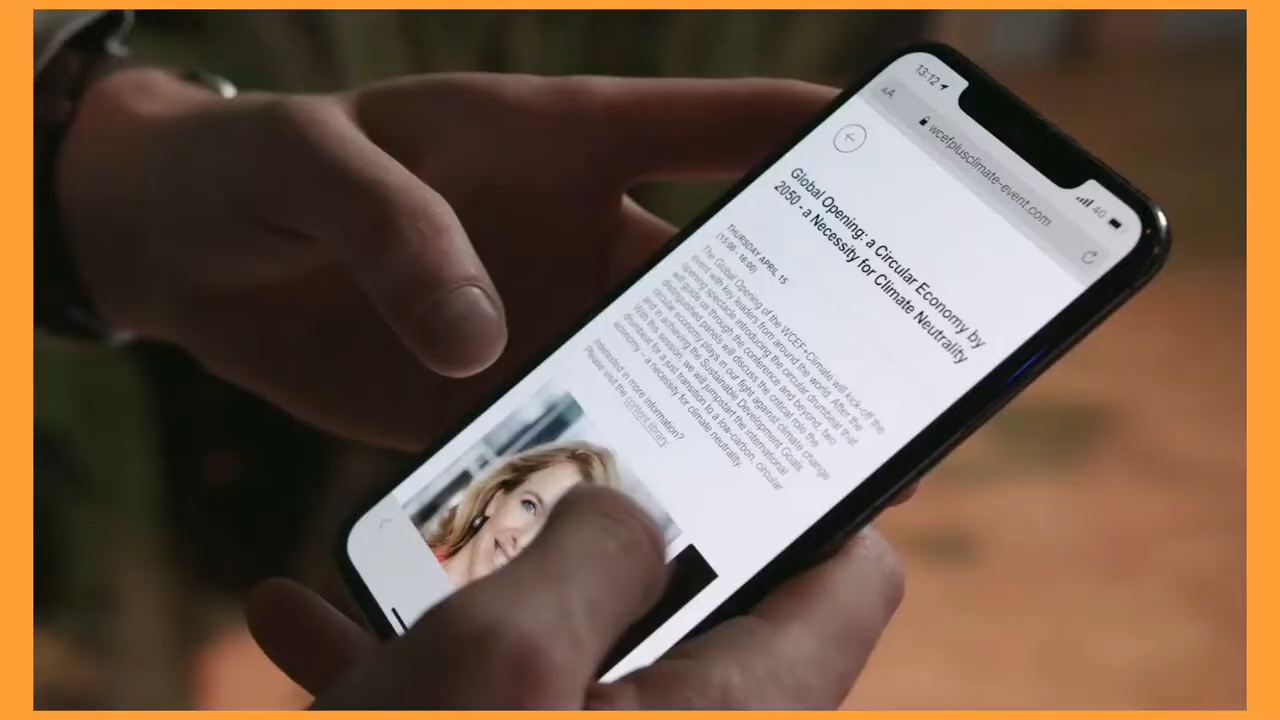 13:12
4G
AA
wcefplusclimate-event.com
Global Opening: a Circular Economy by
2050 - a Necessity for Climate Neutrality
THURSDAY APRIL 15
(15:00 - 16:00)
The Global Opening of the WCEF+Climate will kick-off the
event with key leaders from around the world. After the
opening spectacle introducing the circular drumbeat that
will guide us through the conference and beyond, two
distinguished panels will discuss the critical role the
circular economy plays in our fight against climate change
and in achieving the Sustainable Development Goals.
With this session, we will jumpstart the international
drumbeat for a just transition to a low-carbon, circular
economy – a necessity for climate neutrality.
Interested in more information?
Please visit the content library.